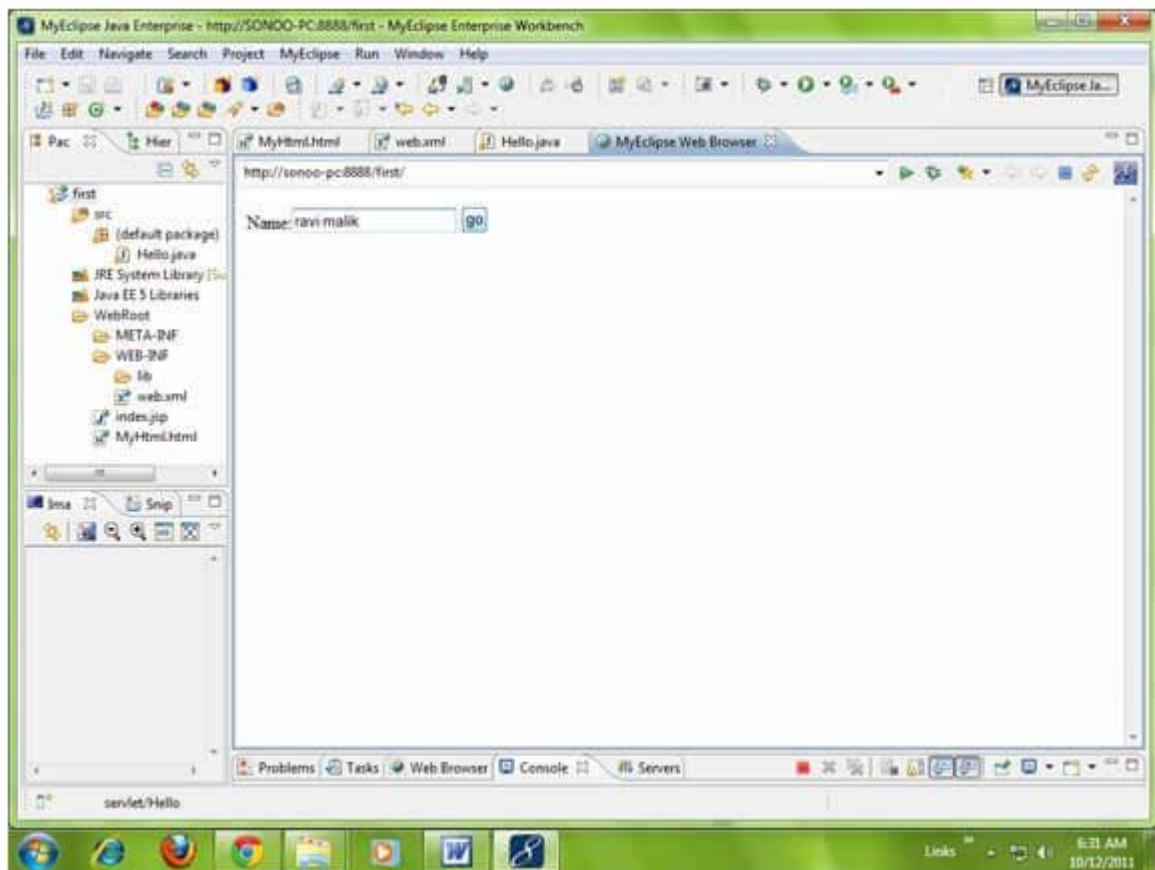 MyEclipse Java Enterprise - http://SONOO-PC:8888/first - MyEclipse Enterprise Workbench
File Edit Navigate Search Project MyEclipse Run Window Help
MyEclipse Ja...
Pac Hier
MyHtml.html web.xml Hello.java MyEclipse Web Browser
http://sonoo-pc:8888/first/
Name: ravi malik go
first
src
(default package)
Hello.java
JRE System Library
Java EE 5 Libraries
WebRoot
META-INF
WEB-INF
lib
web.xml
index.jsp
MyHtml.html
Ima Snip
Problems Tasks Web Browser Console Servers
servlet/Hello
Links
6:31 AM
10/12/2011